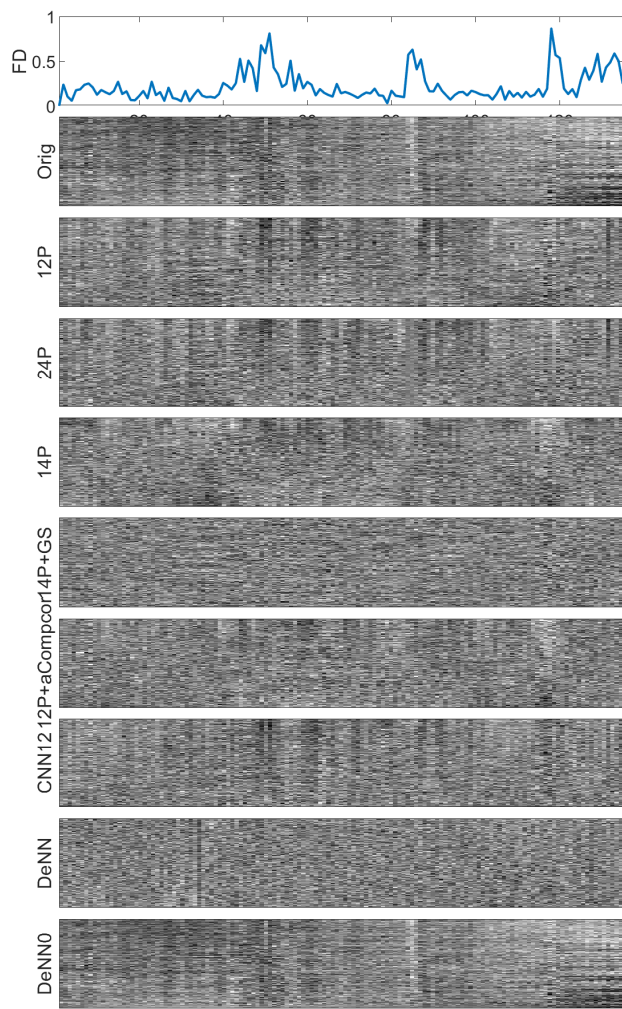 1
0.5
0
FD
Orig
12P
24P
14P
14P+GS
12P+aCompcor
CNN12
DeNN
DeNN0